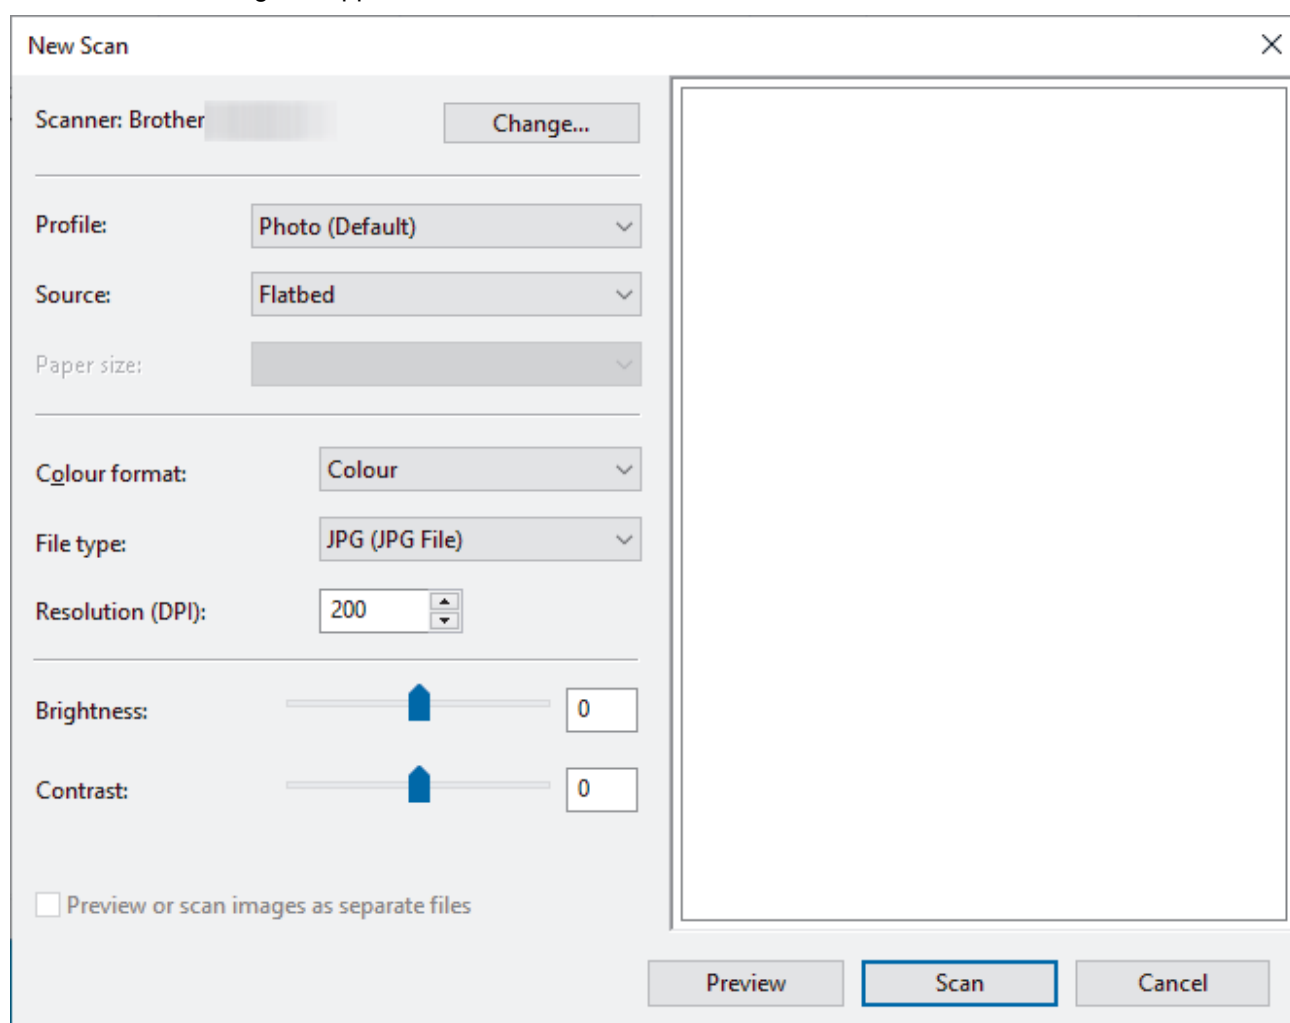 New Scan
Scanner: Brother
Change...
Profile:
Photo (Default)
Source:
Flatbed
Paper size:
Colour format:
Colour
File type:
JPG (JPG File)
Resolution (DPI):
200
Brightness:
0
Contrast:
0
Preview or scan images as separate files
Preview
Scan
Cancel